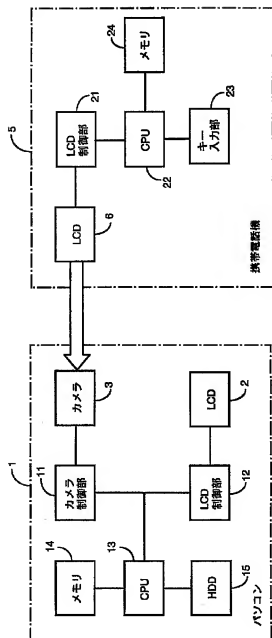 1
11
カメラ
制御部
3
カメラ
14
メモリ
13
CPU
15
HDD
12
LCD
制御部
2
LCD
パソコン
5
6
LCD
21
LCD
制御部
24
メモリ
22
CPU
23
キー
入力部
携帯電話機